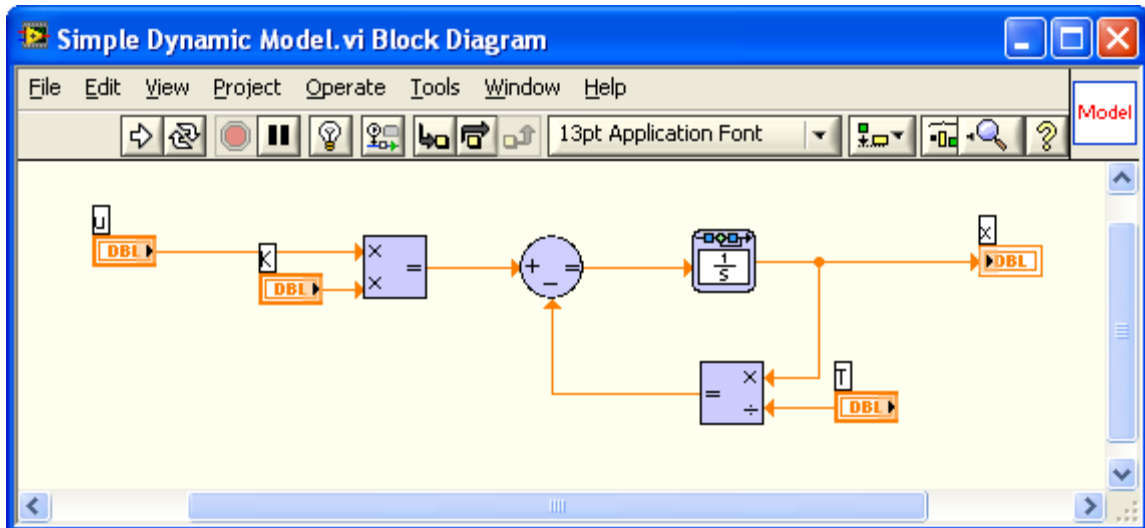 Simple Dynamic Model.vi Block Diagram
File Edit View Project Operate Tools Window Help
Model
13pt Application Font
?
u
DBL
K
DBL
×
×
=
+
=
−
1
S
x
DBL
×
=
÷
T
DBL